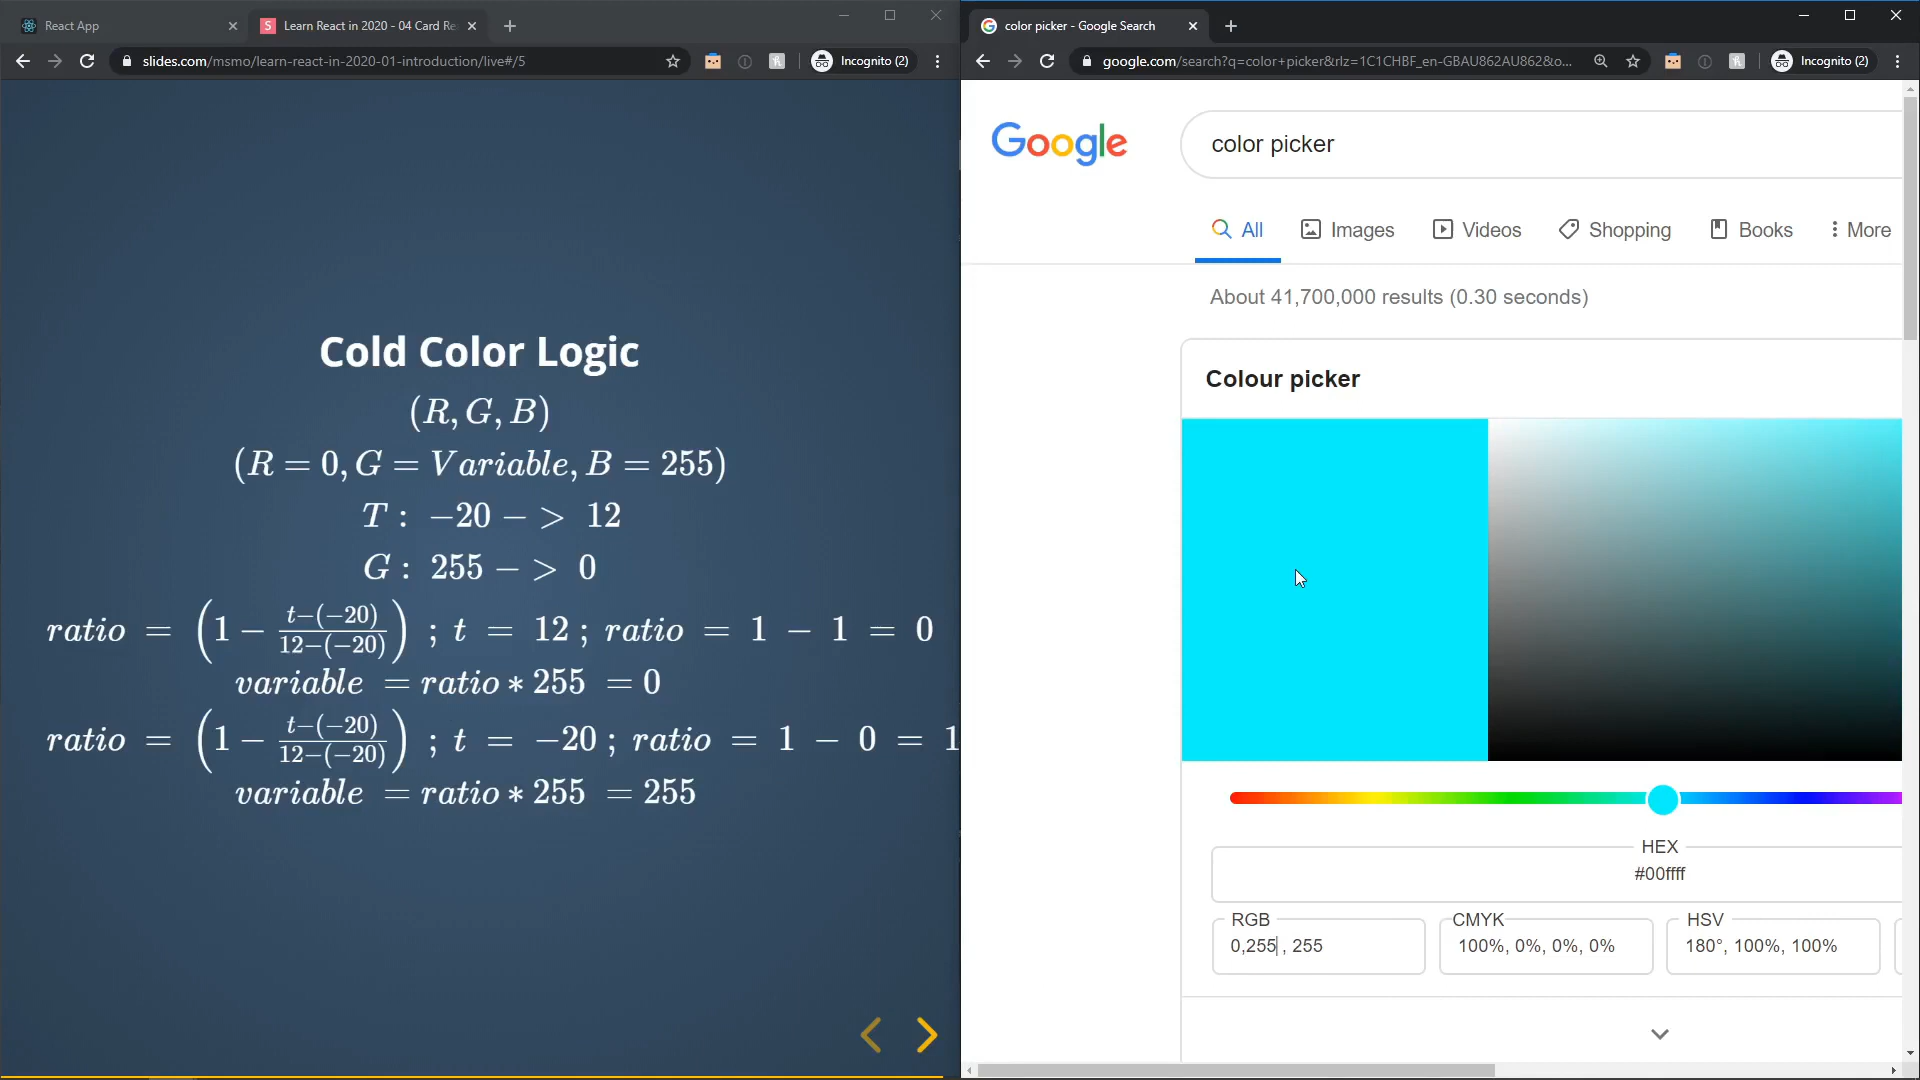 React App
Learn React in 2020 - 04 Card Re
slides.com/msmo/learn-react-in-2020-01-introduction/live#/5
Incognito (2)
Cold Color Logic
(R, G, B)
(R = 0, G = Variable, B = 255)
T : −20 − > 12
G : 255 − > 0
ratio = (1 − t−(−20) / 12−(−20)) ; t = 12 ; ratio = 1 − 1 = 0
variable = ratio ∗ 255 = 0
ratio = (1 − t−(−20) / 12−(−20)) ; t = −20 ; ratio = 1 − 0 = 1
variable = ratio ∗ 255 = 255
color picker - Google Search
google.com/search?q=color+picker&rlz=1C1CHBF_en-GBAU862AU862&o...
Incognito (2)
Google
color picker
All Images Videos Shopping Books More
About 41,700,000 results (0.30 seconds)
Colour picker
HEX
#00ffff
RGB CMYK HSV
0,255 , 255 100%, 0%, 0%, 0% 180°, 100%, 100%